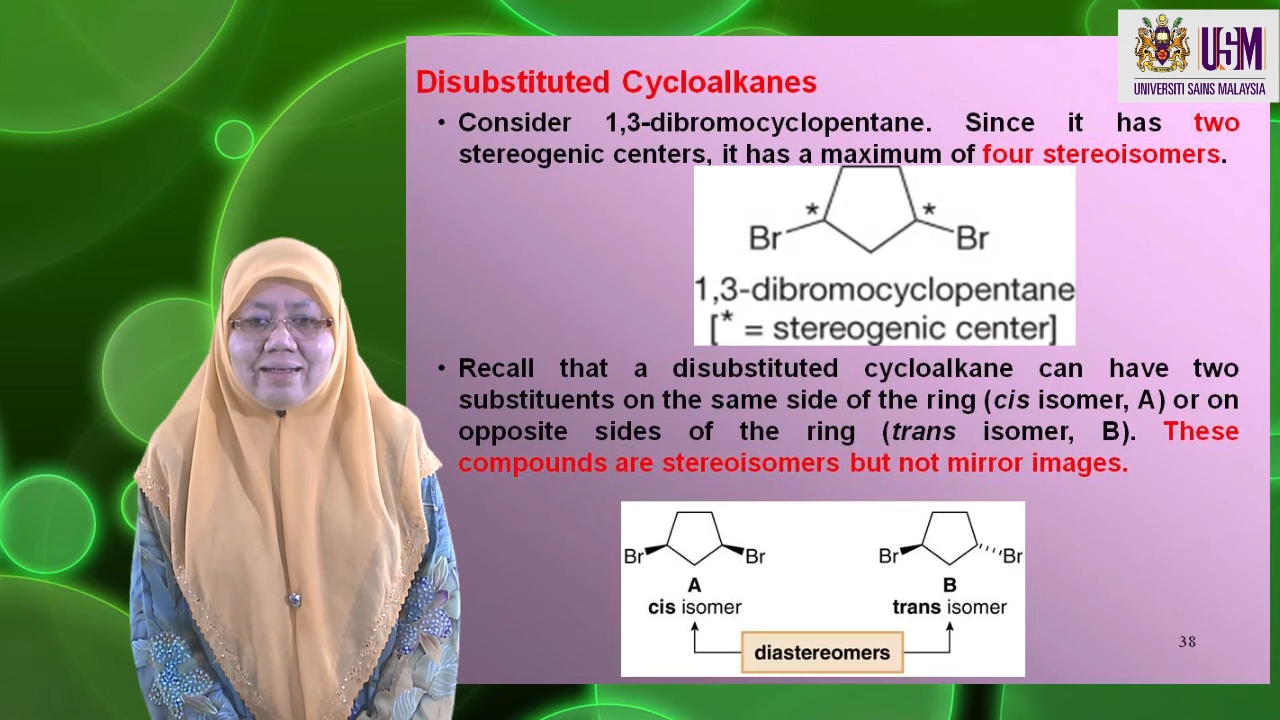 USM
UNIVERSITI SAINS MALAYSIA
Disubstituted Cycloalkanes
• Consider 1,3-dibromocyclopentane. Since it has two
stereogenic centers, it has a maximum of four stereoisomers.
* *
Br Br
1,3-dibromocyclopentane
[* = stereogenic center]
• Recall that a disubstituted cycloalkane can have two
substituents on the same side of the ring (cis isomer, A) or on
opposite sides of the ring (trans isomer, B). These
compounds are stereoisomers but not mirror images.
Br Br Br Br
A B
cis isomer trans isomer
diastereomers
38